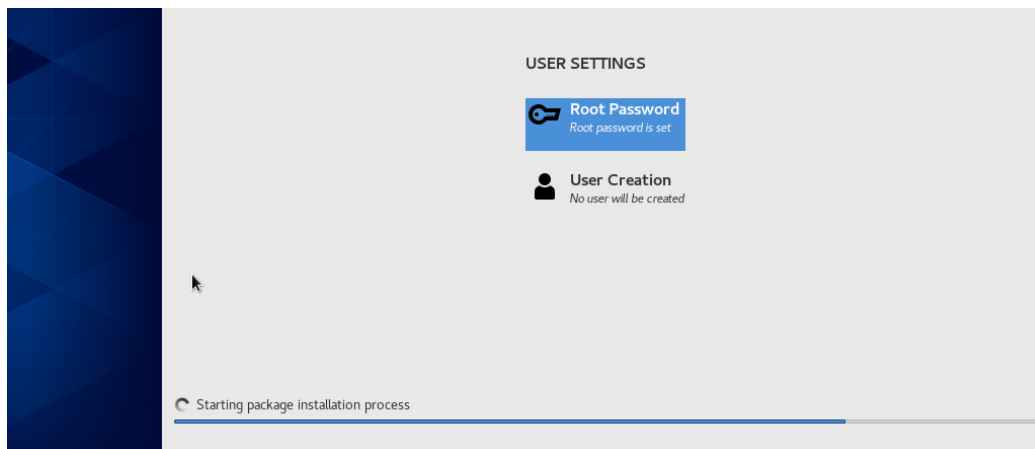 USER SETTINGS
Root Password
Root password is set
User Creation
No user will be created
Starting package installation process